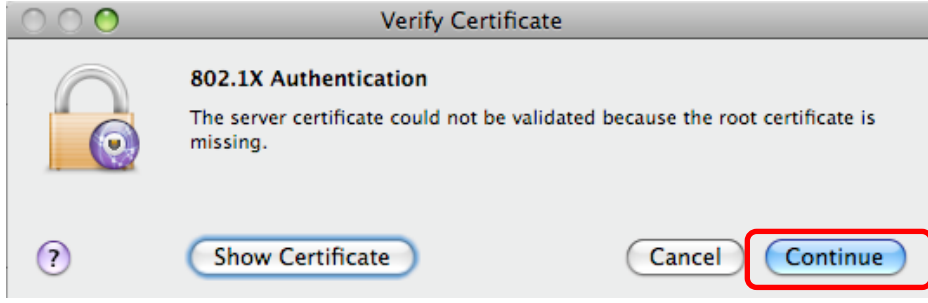 Verify Certificate
802.1X Authentication
The server certificate could not be validated because the root certificate is
missing.
?
Show Certificate
Cancel
Continue